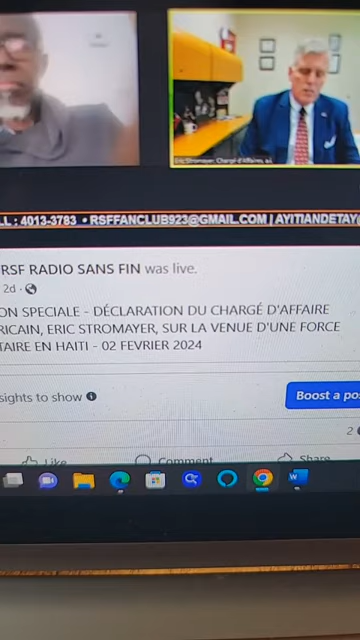 Eric Stromayer, Chargé d'Affaires, a.i.
LL : 4013-3783 • RSFFANCLUB923@GMAIL.COM | AYITIANDETAY
RSF RADIO SANS FIN was live.
2d ·
ON SPECIALE - DÉCLARATION DU CHARGÉ D'AFFAIRE
RICAIN, ERIC STROMAYER, SUR LA VENUE D'UNE FORCE
TAIRE EN HAITI - 02 FEVRIER 2024
sights to show
Boost a pos
2
Like Comment Share